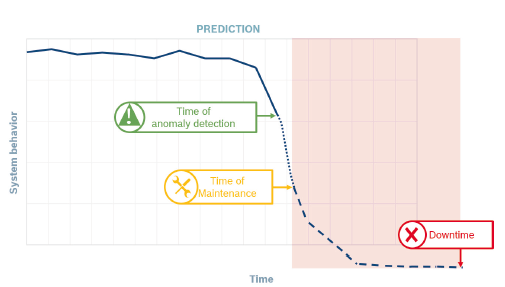 PREDICTION
System behavior
Time of
anomaly detection
Time of
Maintenance
Downtime
Time